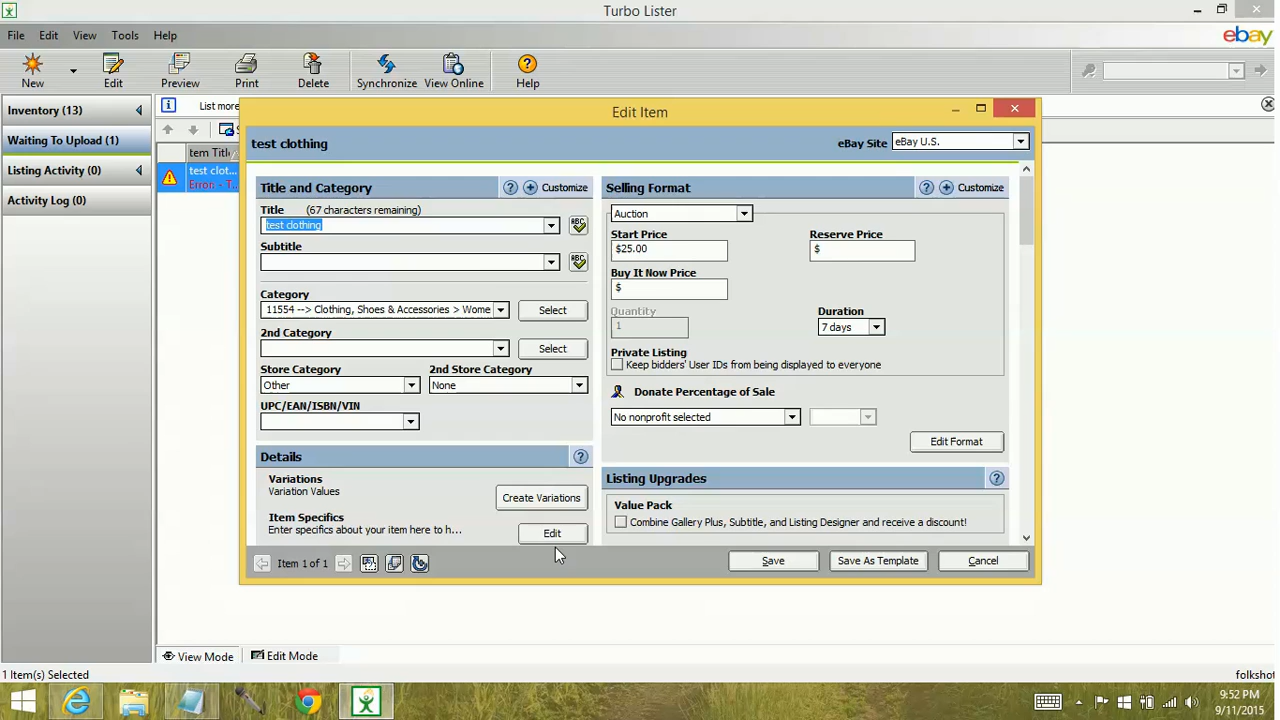 Turbo Lister
File Edit View Tools Help
ebay
New Edit Preview Print Delete Synchronize View Online Help
Inventory (13)
Waiting To Upload (1)
Listing Activity (0)
Activity Log (0)
List more
tem Title
test clot...
Error: - T...
Edit Item
test clothing
eBay Site eBay U.S.
Title and Category
Customize
Title (67 characters remaining)
test clothing
Subtitle
Category
11554 --> Clothing, Shoes & Accessories > Wome
Select
2nd Category
Select
Store Category 2nd Store Category
Other None
UPC/EAN/ISBN/VIN
Details
Variations
Variation Values
Create Variations
Item Specifics
Enter specifics about your item here to h...
Edit
Selling Format
Customize
Auction
Start Price Reserve Price
$25.00 $
Buy It Now Price
$
Quantity Duration
1 7 days
Private Listing
Keep bidders' User IDs from being displayed to everyone
Donate Percentage of Sale
No nonprofit selected
Edit Format
Listing Upgrades
Value Pack
Combine Gallery Plus, Subtitle, and Listing Designer and receive a discount!
Item 1 of 1
Save Save As Template Cancel
View Mode Edit Mode
1 Item(s) Selected
folkshot
9:52 PM
9/11/2015